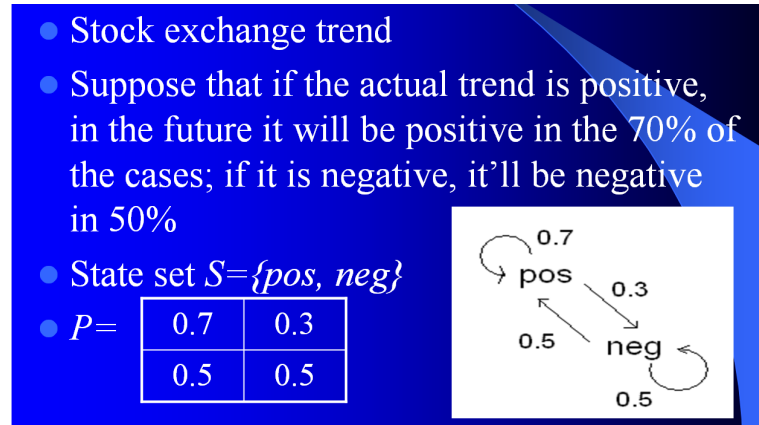 Stock exchange trend
Suppose that if the actual trend is positive,
in the future it will be positive in the 70% of
the cases; if it is negative, it’ll be negative
in 50%
State set S={pos, neg}
P=
0.7 0.3
0.5 0.5
0.7
pos
0.3
0.5
neg
0.5